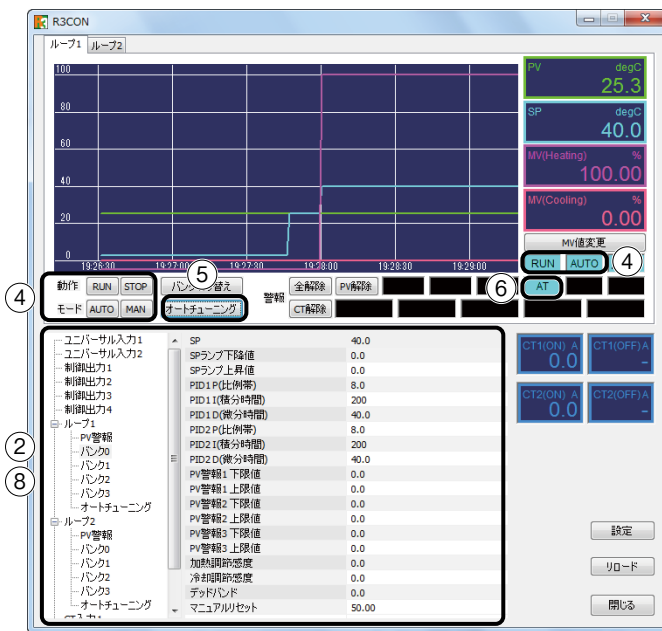 R3CON
ループ1 ループ2
100
80
60
40
20
0
19:26:30 19:27:00 19:27:30 19:28:00 19:28:30 19:29:00
PV degC
25.3
SP degC
40.0
MV(Heating) %
100.00
MV(Cooling) %
0.00
MV値変更
RUN AUTO ④
④ 動作 RUN STOP
モード AUTO MAN
⑤
オートチューニング
警報 全解除 PV解除
CT解除
⑥ AT
②
⑧
ユニバーサル入力1
ユニバーサル入力2
制御出力1
制御出力2
制御出力3
制御出力4
ループ1
PV警報
バンク0
バンク1
バンク2
バンク3
オートチューニング
ループ2
PV警報
バンク0
バンク1
バンク2
バンク3
オートチューニング
SP 40.0
SPランプ下降値 0.0
SPランプ上昇値 0.0
PID1 P(比例帯) 8.0
PID1 I(積分時間) 200
PID1 D(微分時間) 40.0
PID2 P(比例帯) 8.0
PID2 I(積分時間) 200
PID2 D(微分時間) 40.0
PV警報1 下限値 0.0
PV警報1 上限値 0.0
PV警報2 下限値 0.0
PV警報2 上限値 0.0
PV警報3 下限値 0.0
PV警報3 上限値 0.0
加熱調節感度 0.0
冷却調節感度 0.0
デッドバンド 0.0
マニュアルリセット 50.00
CT1(ON) A
0.0
CT1(OFF) A
-
CT2(ON) A
0.0
CT2(OFF) A
-
設定
リロード
閉じる